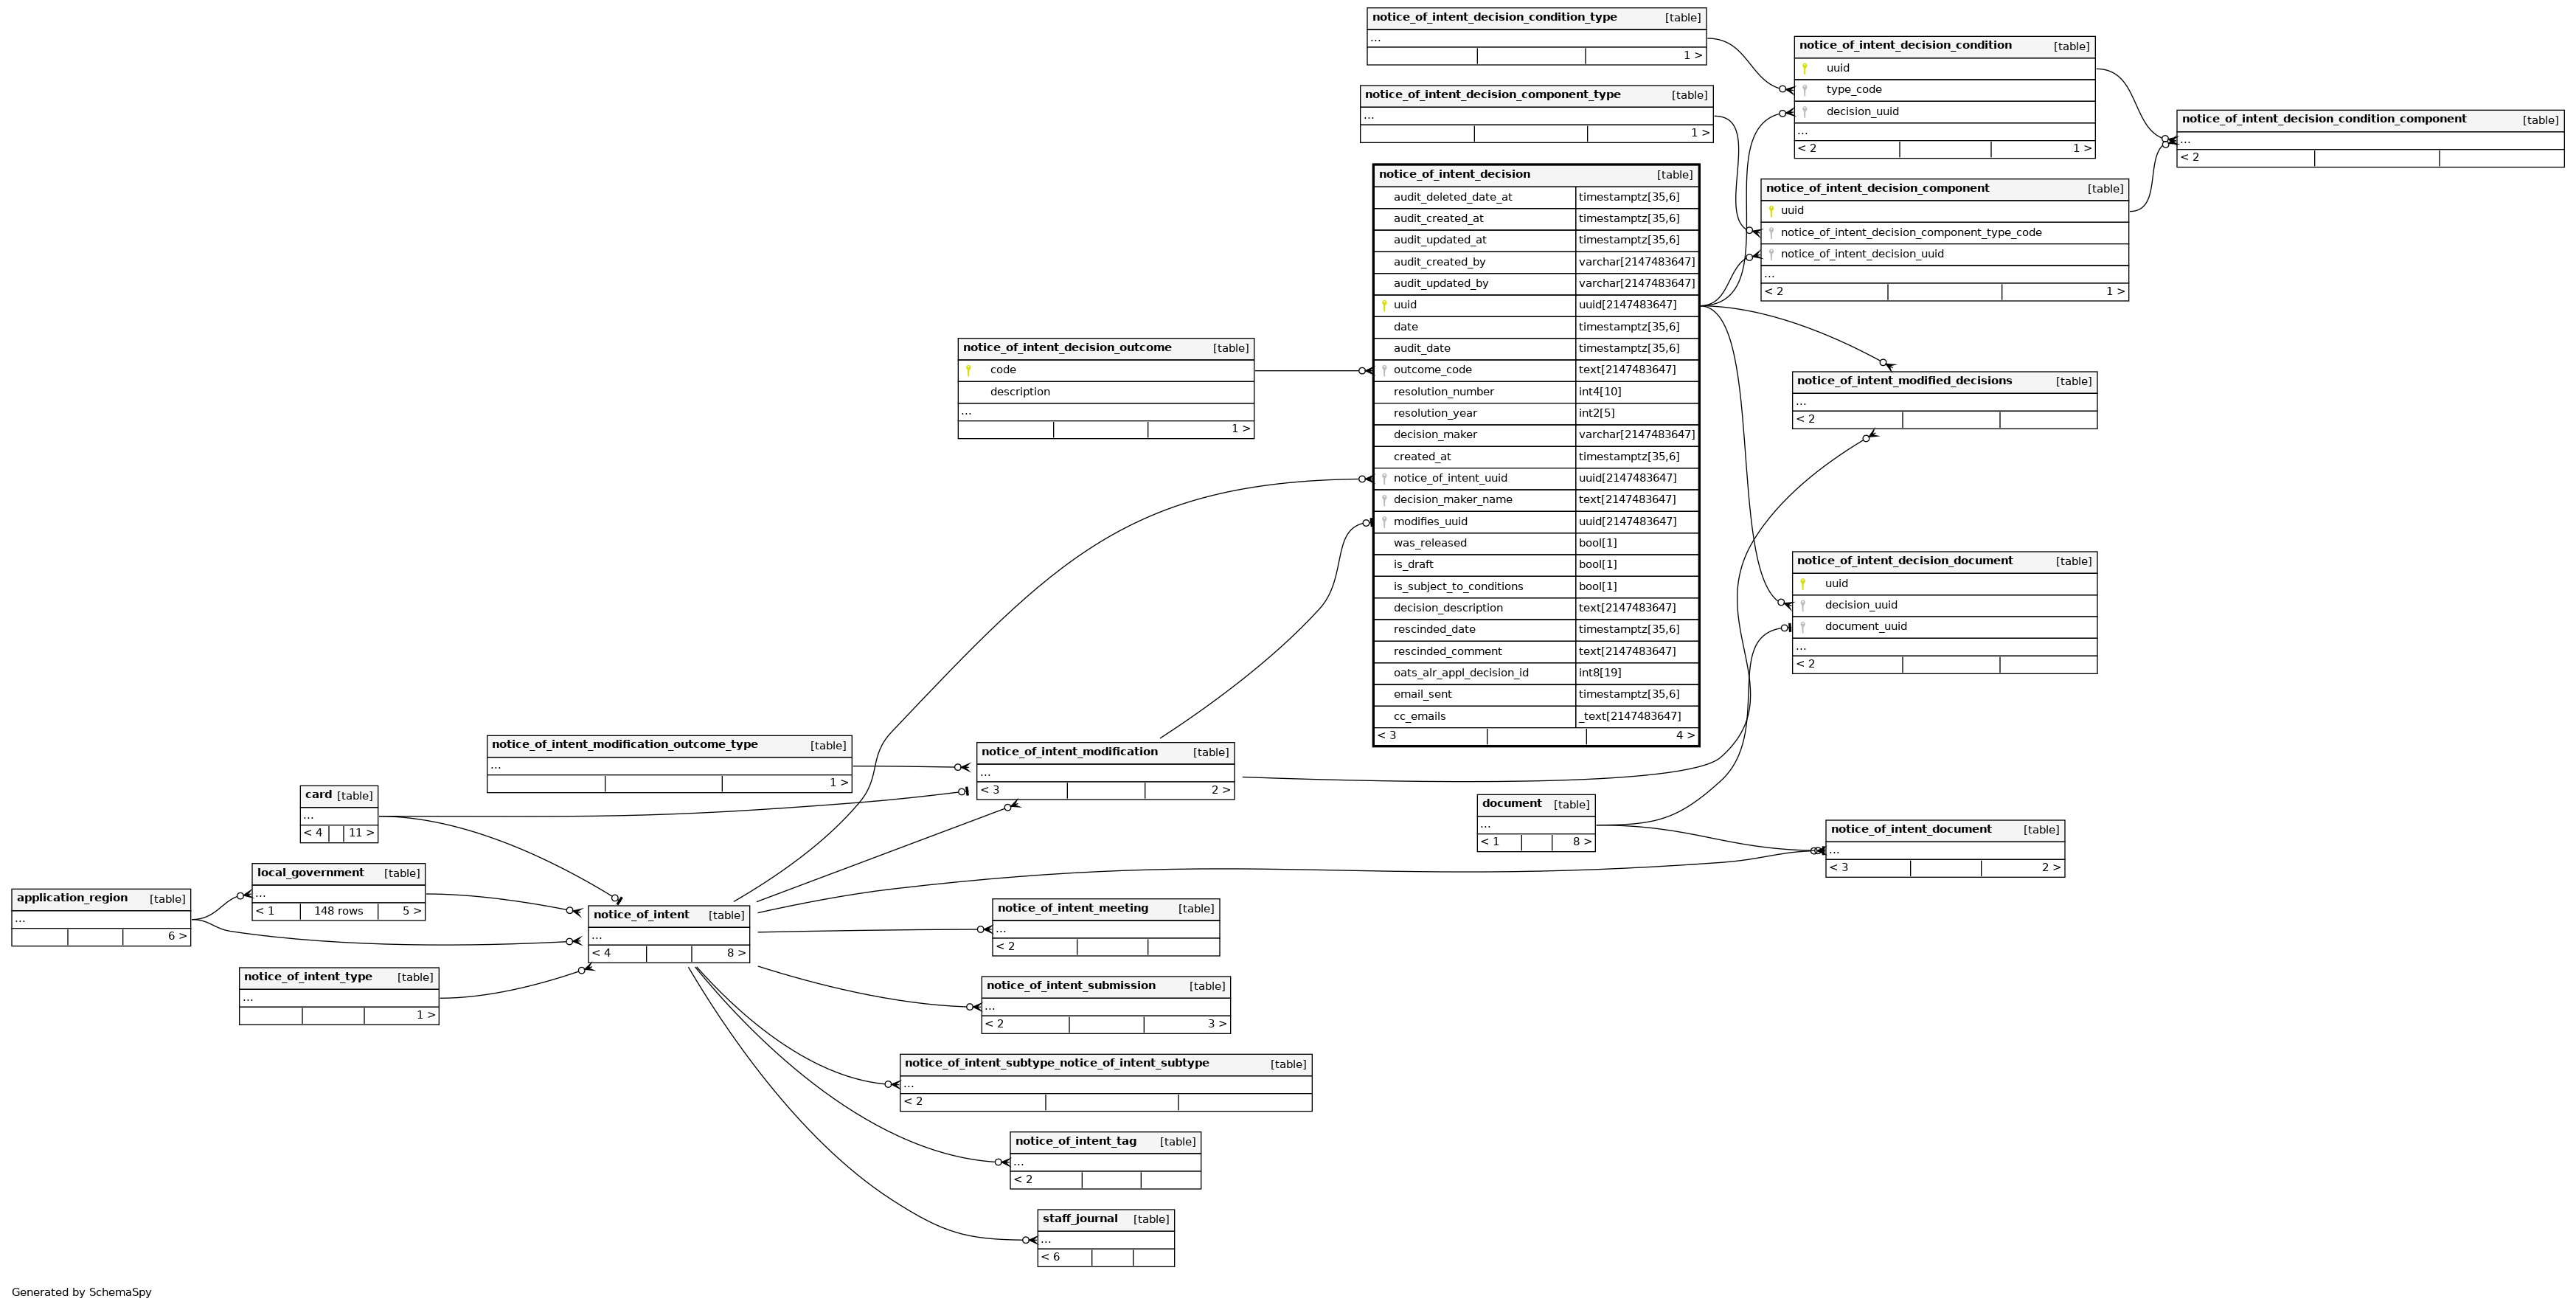 notice_of_intent_decision_condition_type [table]
...
1 >
notice_of_intent_decision_component_type [table]
...
1 >
notice_of_intent_decision_condition [table]
uuid
type_code
decision_uuid
...
< 2 1 >
notice_of_intent_decision_condition_component [table]
...
< 2
notice_of_intent_decision_component [table]
uuid
notice_of_intent_decision_component_type_code
notice_of_intent_decision_uuid
...
< 2 1 >
notice_of_intent_decision [table]
audit_deleted_date_at timestamptz[35,6]
audit_created_at timestamptz[35,6]
audit_updated_at timestamptz[35,6]
audit_created_by varchar[2147483647]
audit_updated_by varchar[2147483647]
uuid uuid[2147483647]
date timestamptz[35,6]
audit_date timestamptz[35,6]
outcome_code text[2147483647]
resolution_number int4[10]
resolution_year int2[5]
decision_maker varchar[2147483647]
created_at timestamptz[35,6]
notice_of_intent_uuid uuid[2147483647]
decision_maker_name text[2147483647]
modifies_uuid uuid[2147483647]
was_released bool[1]
is_draft bool[1]
is_subject_to_conditions bool[1]
decision_description text[2147483647]
rescinded_date timestamptz[35,6]
rescinded_comment text[2147483647]
oats_alr_appl_decision_id int8[19]
email_sent timestamptz[35,6]
cc_emails _text[2147483647]
< 3 4 >
notice_of_intent_decision_outcome [table]
code
description
...
1 >
notice_of_intent_modified_decisions [table]
...
< 2
notice_of_intent_decision_document [table]
uuid
decision_uuid
document_uuid
...
< 2
notice_of_intent_modification_outcome_type [table]
...
1 >
notice_of_intent_modification [table]
...
< 3 2 >
card [table]
...
< 4 11 >
document [table]
...
< 1 8 >
notice_of_intent_document [table]
...
< 3 2 >
local_government [table]
...
< 1 148 rows 5 >
application_region [table]
...
6 >
notice_of_intent [table]
...
< 4 8 >
notice_of_intent_type [table]
...
1 >
notice_of_intent_meeting [table]
...
< 2
notice_of_intent_submission [table]
...
< 2 3 >
notice_of_intent_subtype_notice_of_intent_subtype [table]
...
< 2
notice_of_intent_tag [table]
...
< 2
staff_journal [table]
...
< 6
Generated by SchemaSpy